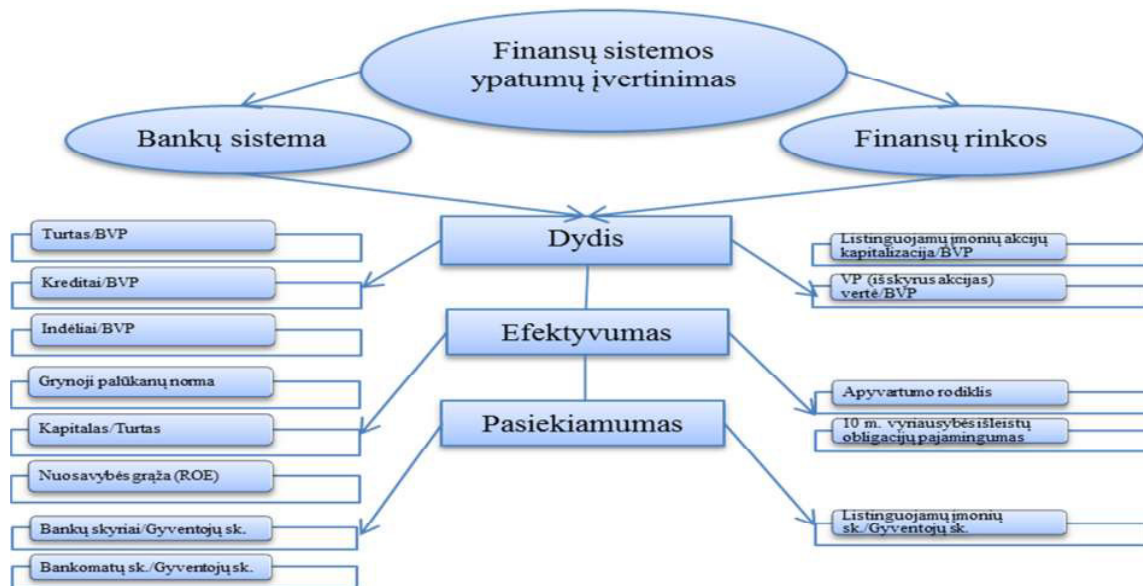 Finansų sistemos
ypatumų įvertinimas
Bankų sistema
Finansų rinkos
Dydis
Efektyvumas
Pasiekiamumas
Turtas/BVP
Kreditai/BVP
Indėliai/BVP
Grynoji palūkanų norma
Kapitalas/Turtas
Nuosavybės grąža (ROE)
Bankų skyriai/Gyventojų sk.
Bankomatų sk./Gyventojų sk.
Listinguojamų įmonių akcijų
kapitalizacija/BVP
VP (išskyrus akcijas)
vertė/BVP
Apyvartumo rodiklis
10 m. vyriausybės išleistų
obligacijų pajamingumas
Listinguojamų įmonių
sk./Gyventojų sk.